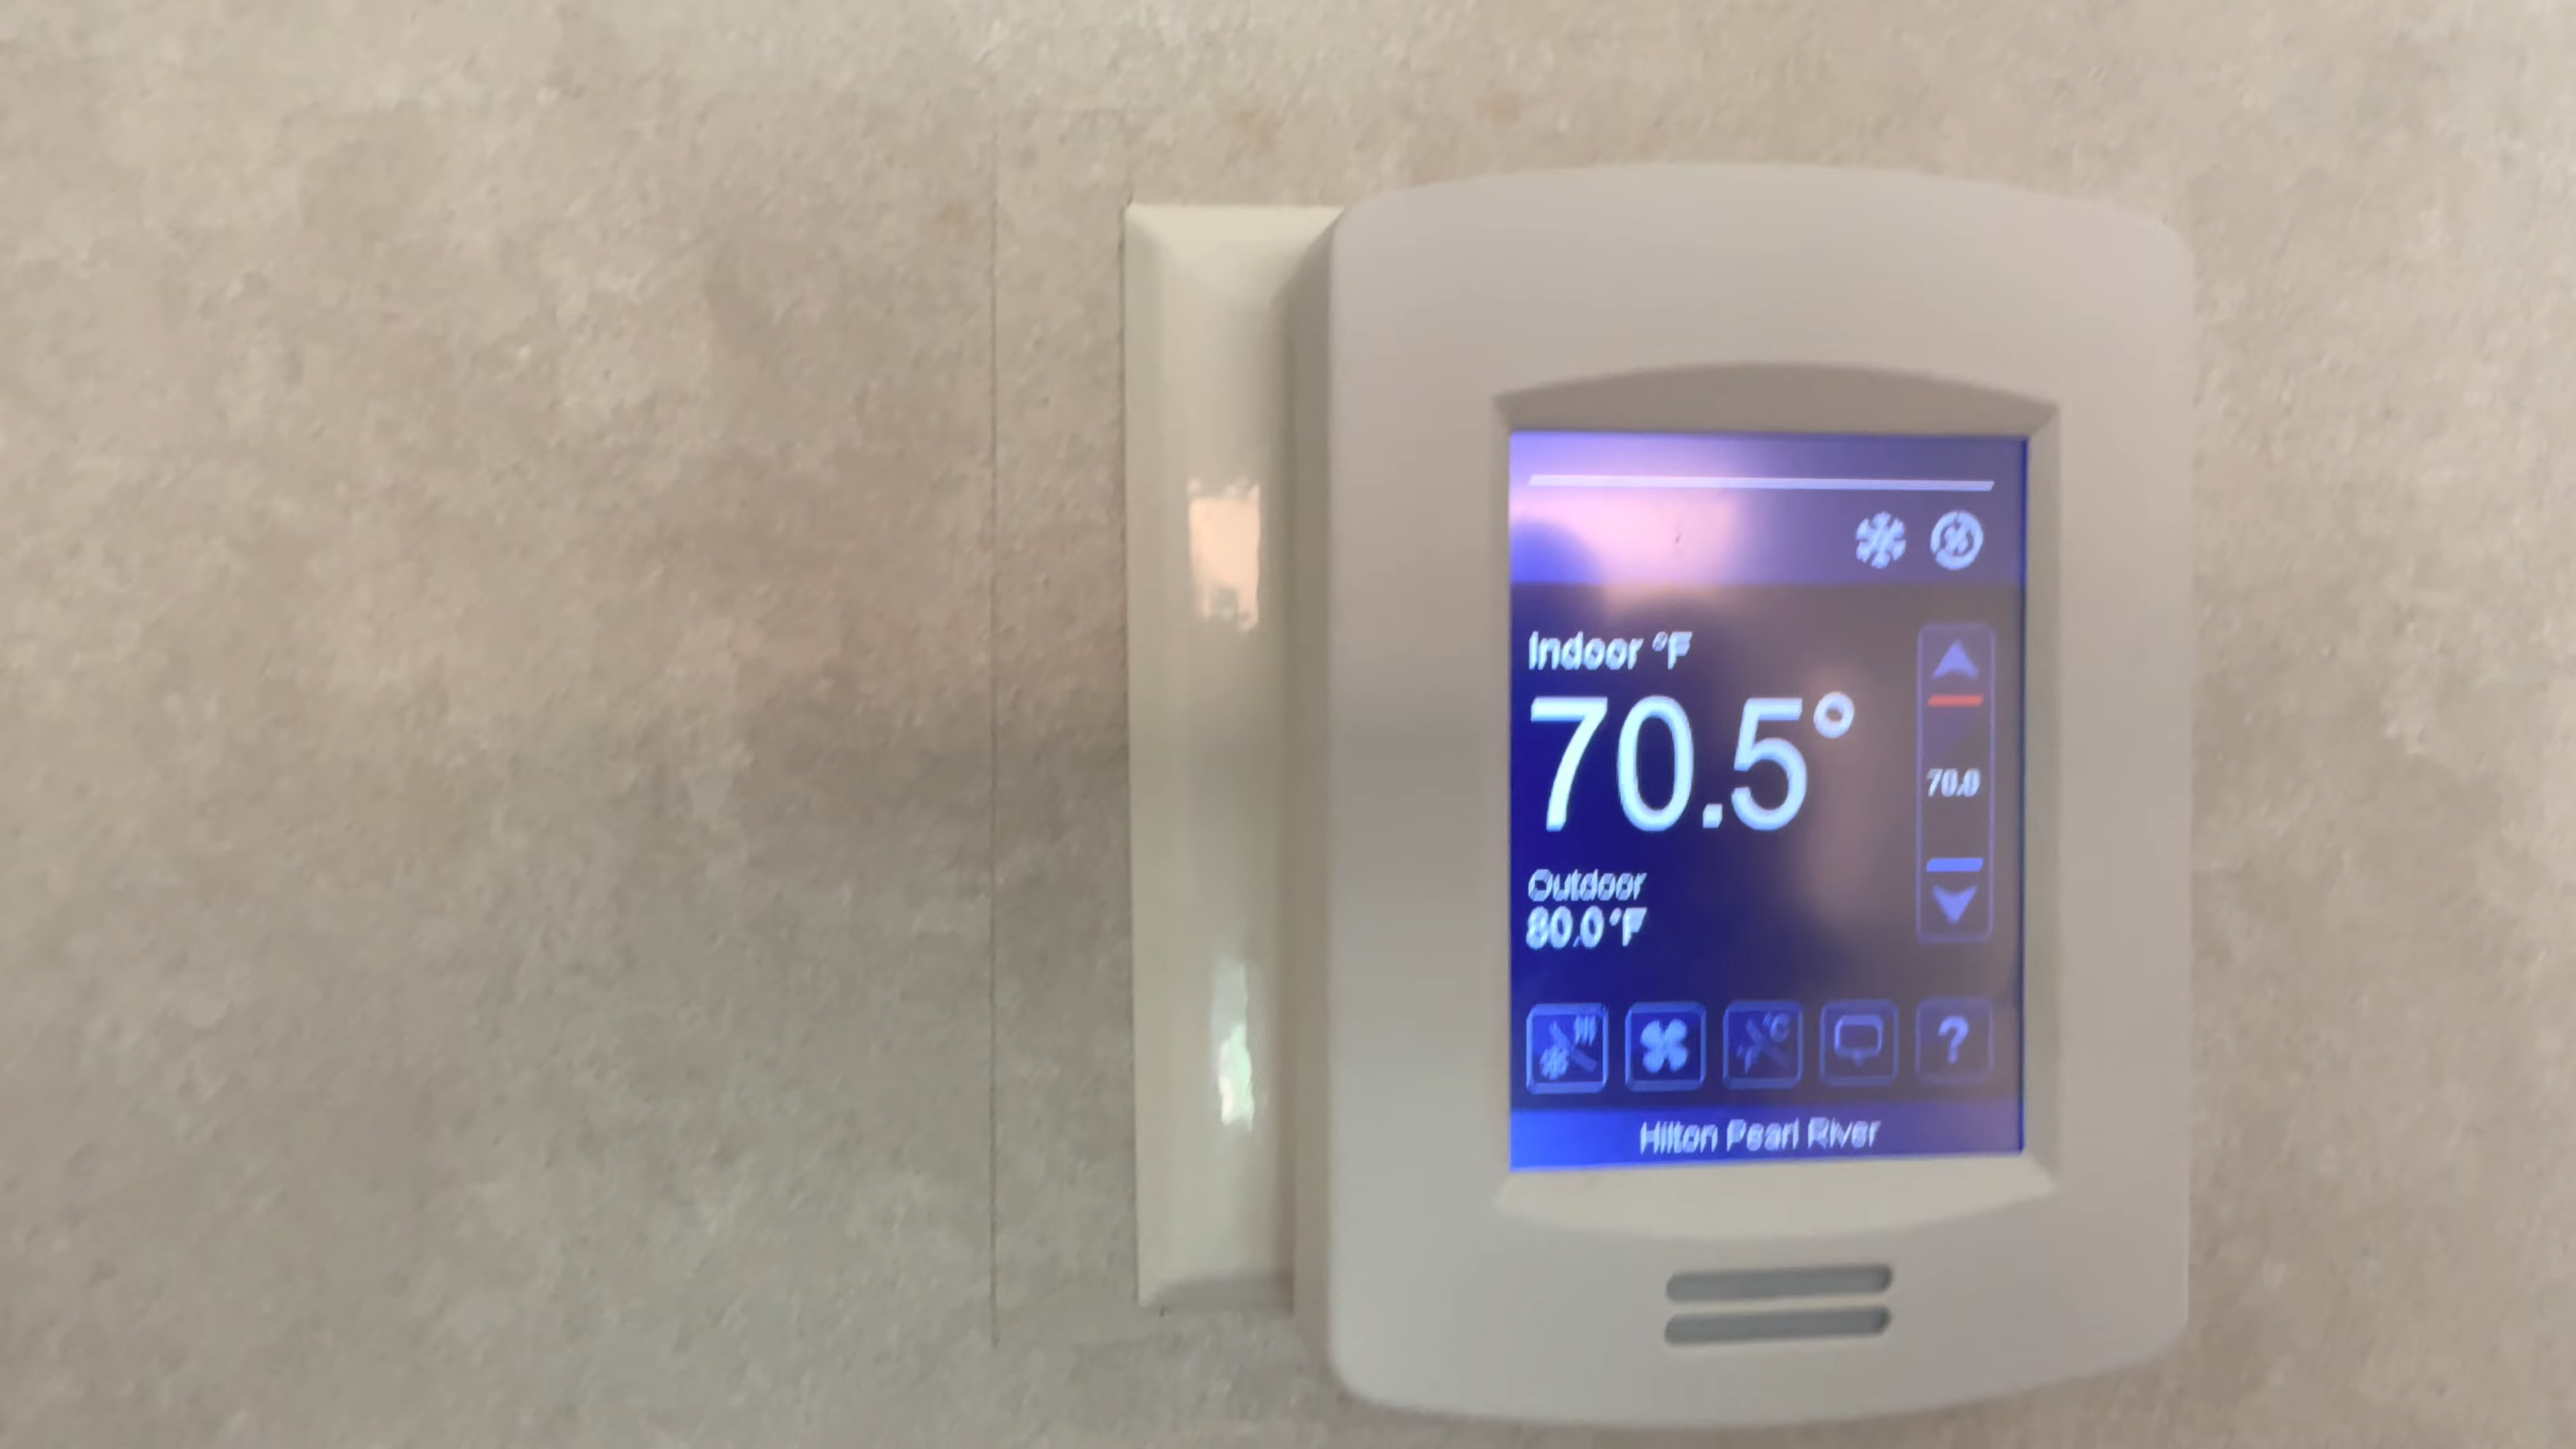 Indoor °F
70.5°
70.0
Outdoor
80.0°F
°F °C
?
Hilton Pearl River